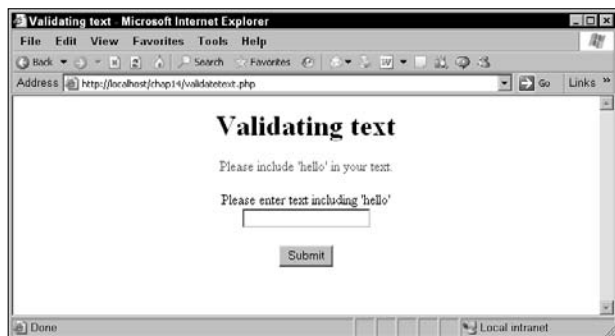 Validating text - Microsoft Internet Explorer
File Edit View Favorites Tools Help
Back Search Favorites
Address http://localhost/chap14/validatetext.php Go Links »
Validating text
Please include 'hello' in your text.
Please enter text including 'hello'
Submit
Done Local intranet